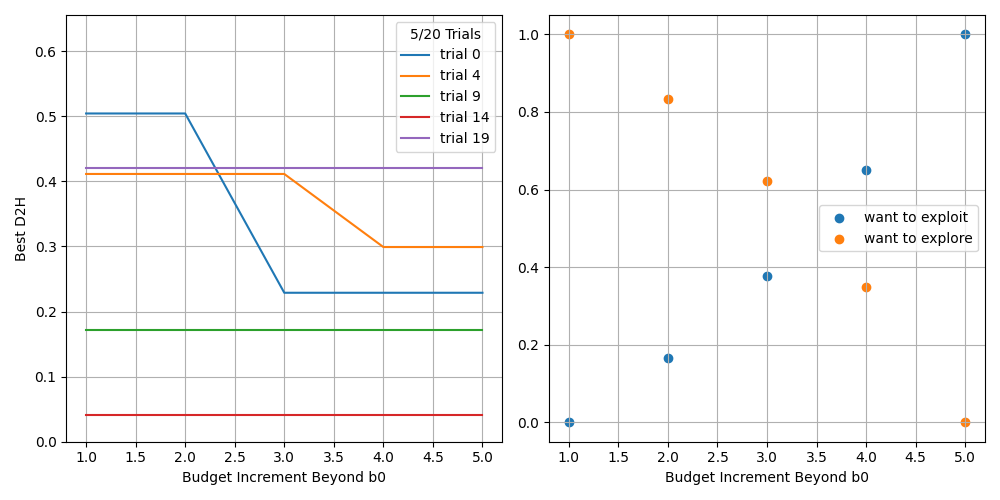 Best D2H
0.6
0.5
0.4
0.3
0.2
0.1
0.0
5/20 Trials
trial 0
trial 4
trial 9
trial 14
trial 19
1.0 1.5 2.0 2.5 3.0 3.5 4.0 4.5 5.0
Budget Increment Beyond b0
1.0
0.8
0.6
0.4
0.2
0.0
want to exploit
want to explore
1.0 1.5 2.0 2.5 3.0 3.5 4.0 4.5 5.0
Budget Increment Beyond b0